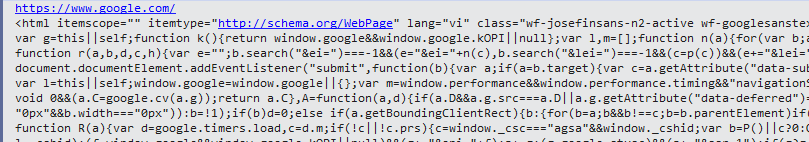 https://www.google.com/
<html itemscope="" itemtype="http://schema.org/WebPage" lang="vi" class="wf-josefinsans-n2-active wf-googlesanstex
var g=this||self;function k(){return window.google&&window.google.kOPI||null};var l,m=[];function n(a){for(var b;a
function r(a,b,d,c,h){var e="";b.search("&ei=")===-1&&(e="&ei="+n(c),b.search("&lei=")===-1&&(c=p(c))&&(e+="&lei="
document.documentElement.addEventListener("submit",function(b){var a;if(a=b.target){var c=a.getAttribute("data-sub
var l=this||self;window.google=window.google||{};var m=window.performance&&window.performance.timing&&"navigationS
void 0&&(a.C=google.cv(a.g));return a.C},A=function(a,d){if(a.D&&a.g.src===a.D||a.g.getAttribute("data-deferred")=
"0px"&&b.width==="0px")):b=!1);if(b)d=0;else if(a.getBoundingClientRect){b:{for(b=a;b&&b!==c;b=b.parentElement)if(
function R(a){var d=google.timers.load,c=d.m;if(!c||!c.prs){c=window._csc==="agsa"&&window._cshid;var b=P()||c?0:(